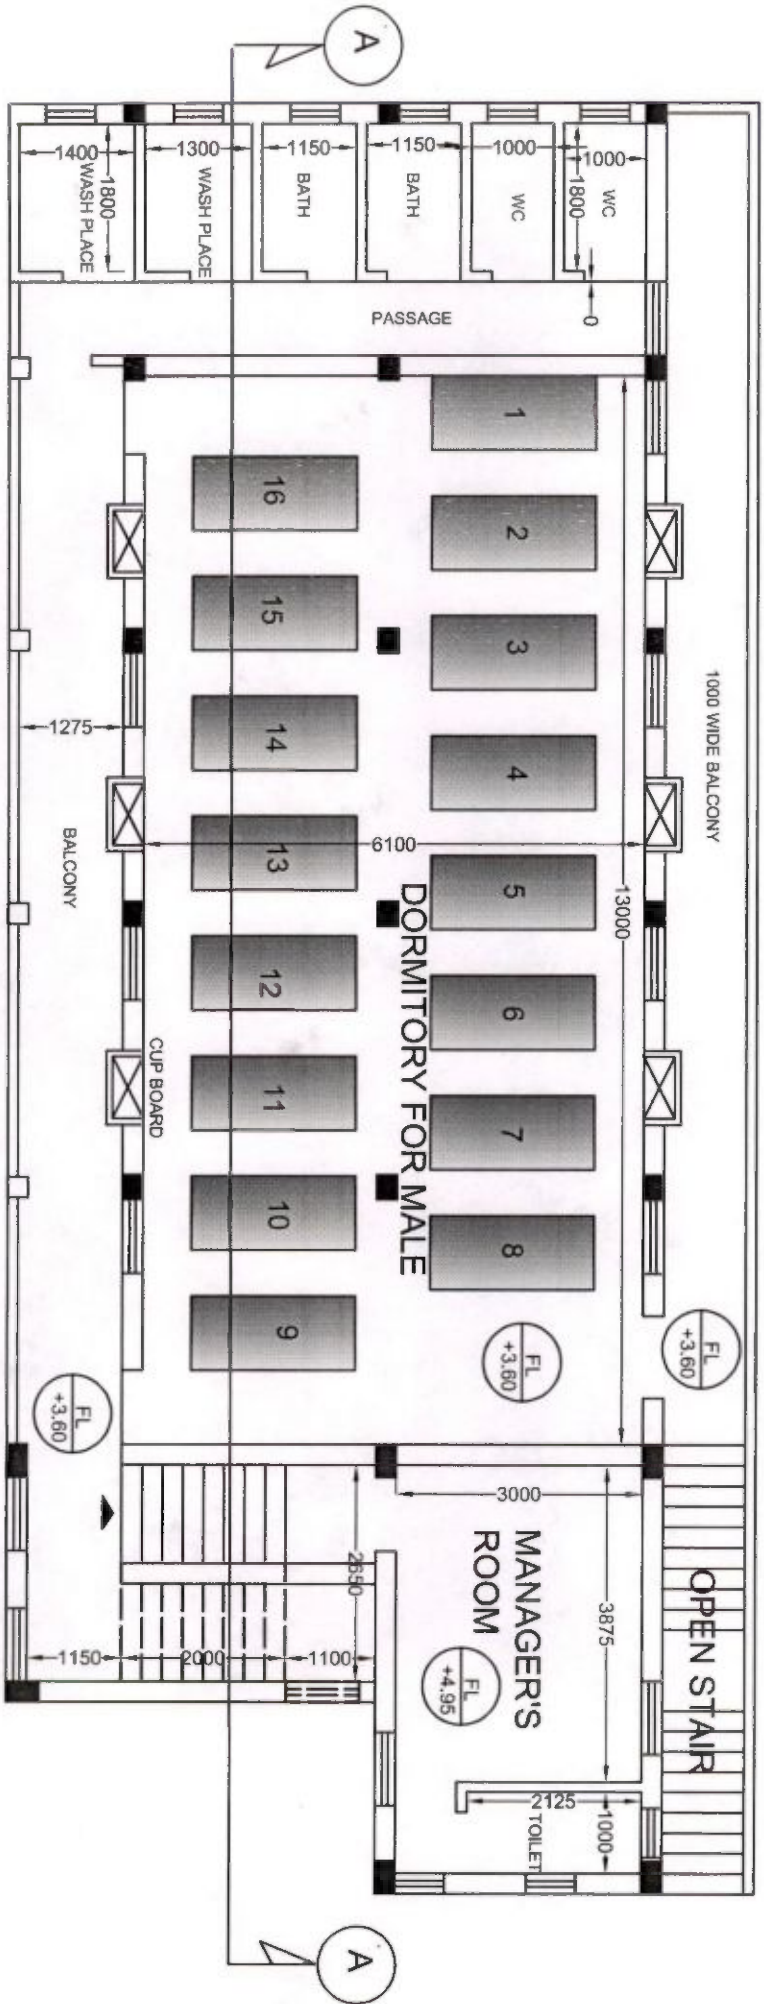 1000 WIDE BALCONY
FL
+3.60
OPEN STAIR
WC
1000
1800
0
13000
3875
1000
WC
1000
1
2
3
4
5
6
7
8
FL
+3.60
MANAGER'S
ROOM
3000
2125
TOILET
FL
+4.95
BATH
1150
PASSAGE
DORMITORY FOR MALE
6100
A
A
2650
1100
BATH
1150
16
15
14
13
12
11
10
9
WASH PLACE
1300
CUP BOARD
2000
WASH PLACE
1400
1800
1275
BALCONY
FL
+3.60
1150